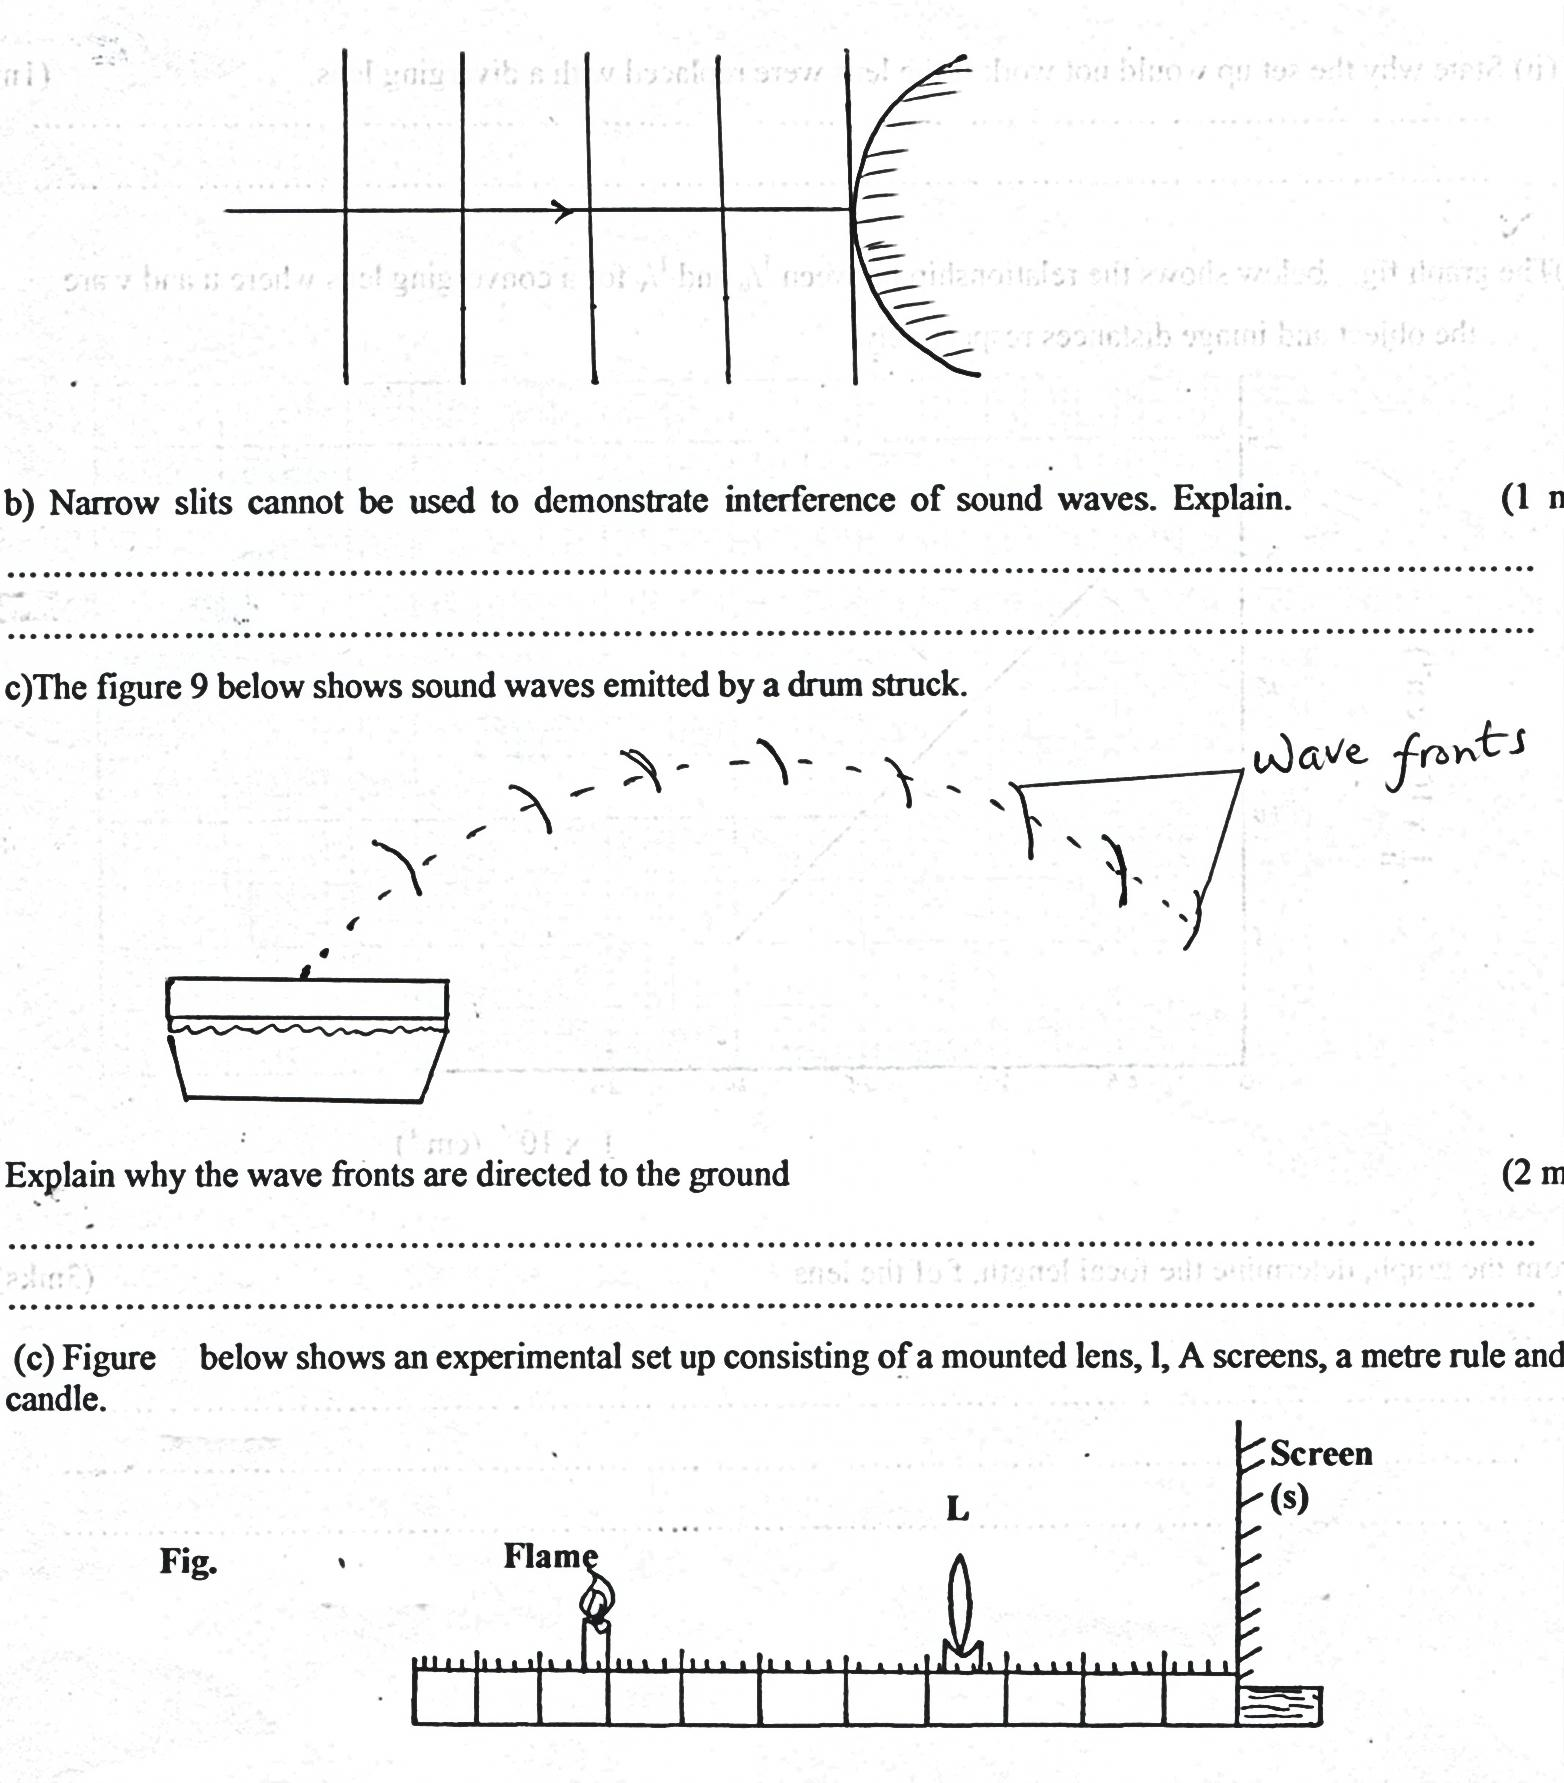 b) Narrow slits cannot be used to demonstrate interference of sound waves. Explain. (1 m
c)The figure 9 below shows sound waves emitted by a drum struck.
Wave fronts
Explain why the wave fronts are directed to the ground (2 m
(c) Figure below shows an experimental set up consisting of a mounted lens, l, A screens, a metre rule and
candle.
Screen
(s)
L
Fig.
Flame